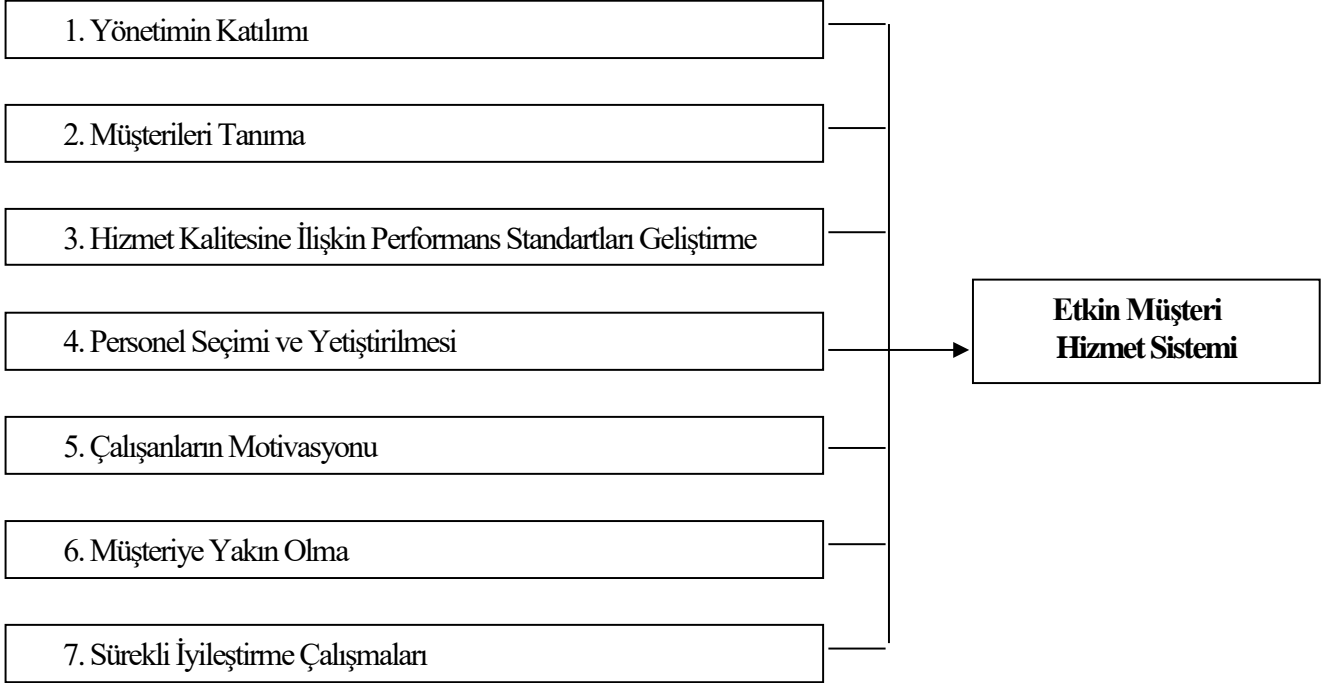 1. Yönetimin Katılımı
2. Müşterileri Tanıma
3. Hizmet Kalitesine İlişkin Performans Standartları Geliştirme
4. Personel Seçimi ve Yetiştirilmesi
5. Çalışanların Motivasyonu
6. Müşteriye Yakın Olma
7. Sürekli İyileştirme Çalışmaları
Etkin Müşteri
Hizmet Sistemi